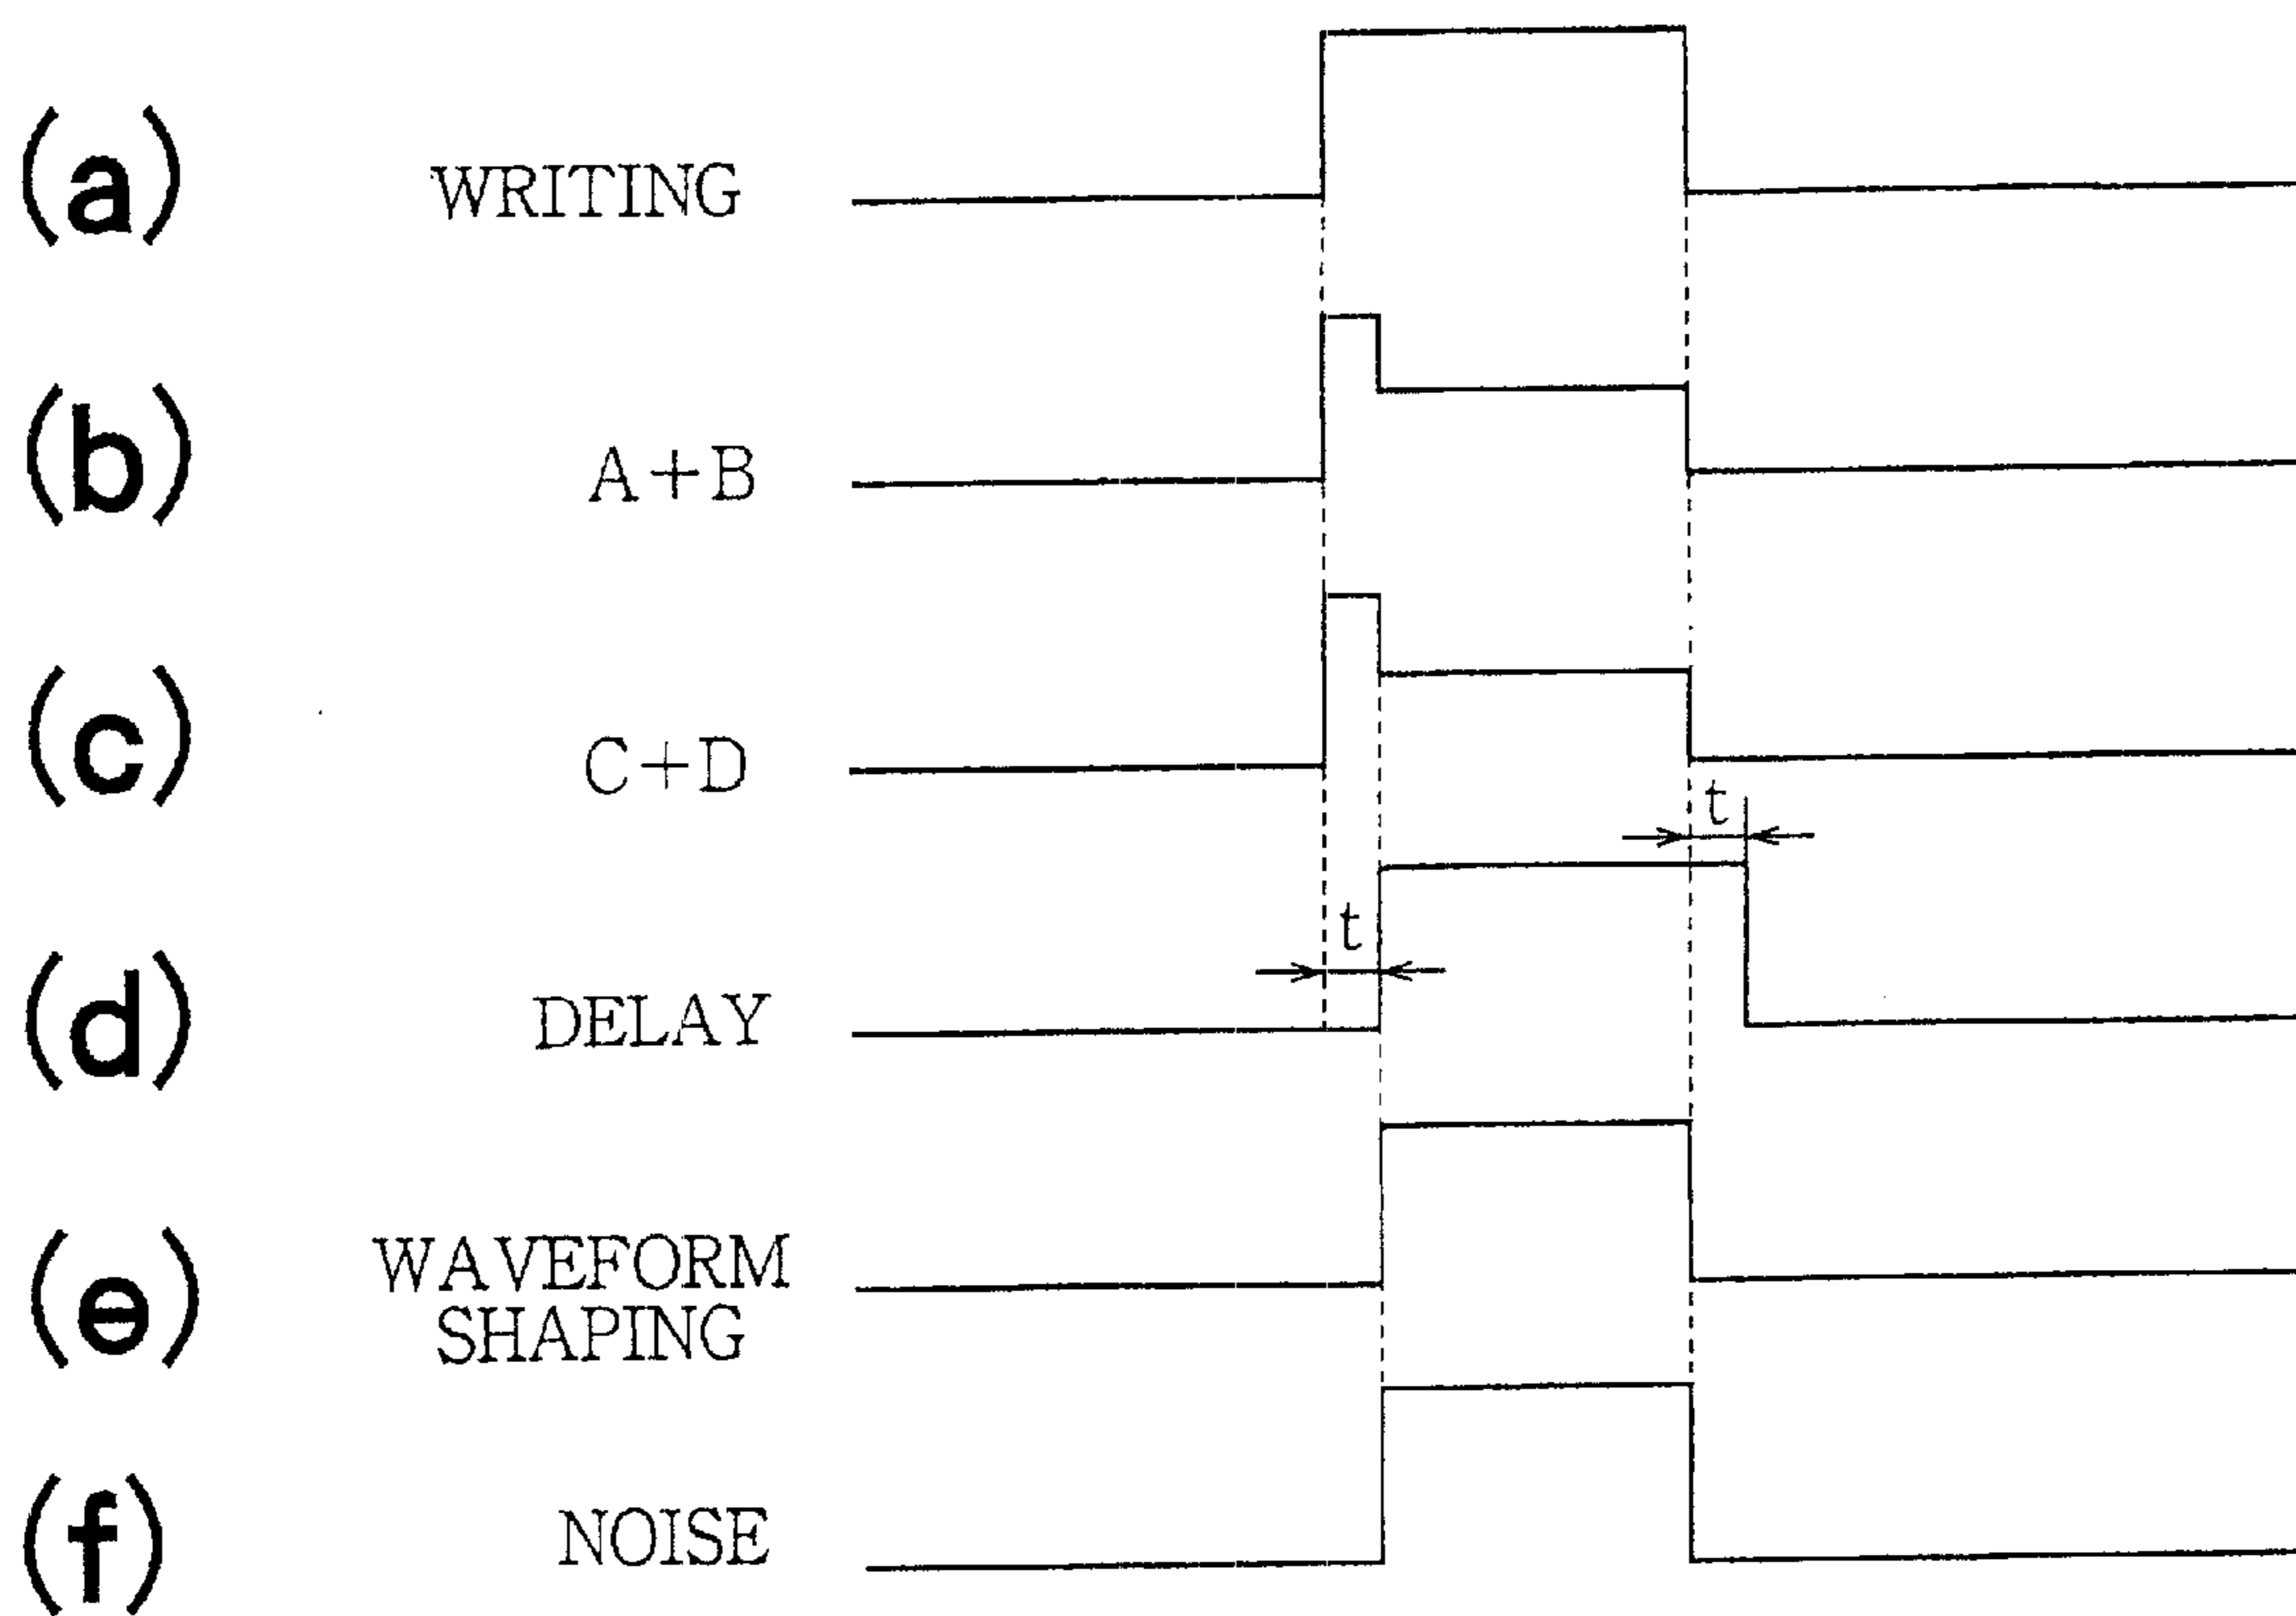 (a) WRITING
(b) A+B
(c) C+D
t
t
(d) DELAY
(e) WAVEFORM
SHAPING
(f) NOISE